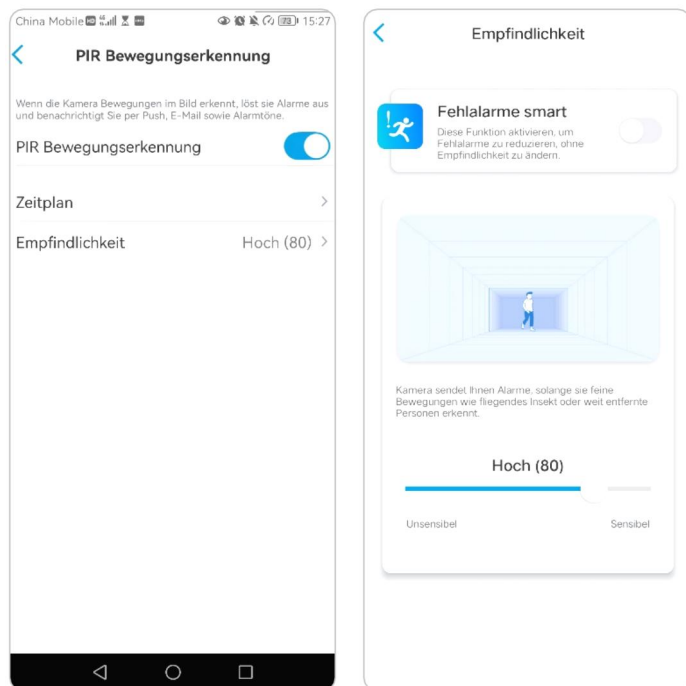 China Mobile 15:27
PIR Bewegungserkennung
Wenn die Kamera Bewegungen im Bild erkennt, löst sie Alarme aus
und benachrichtigt Sie per Push, E-Mail sowie Alarmtöne.
PIR Bewegungserkennung
Zeitplan
Empfindlichkeit Hoch (80)
Empfindlichkeit
Fehlalarme smart
Diese Funktion aktivieren, um
Fehlalarme zu reduzieren, ohne
Empfindlichkeit zu ändern.
Kamera sendet Ihnen Alarme, solange sie feine
Bewegungen wie fliegendes Insekt oder weit entfernte
Personen erkennt.
Hoch (80)
Unsensibel Sensibel